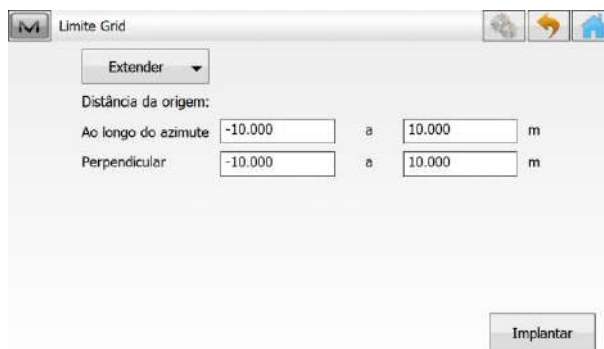 Limite Grid
Extender
Distância da origem:
Ao longo do azimute -10.000 a 10.000 m
Perpendicular -10.000 a 10.000 m
Implantar